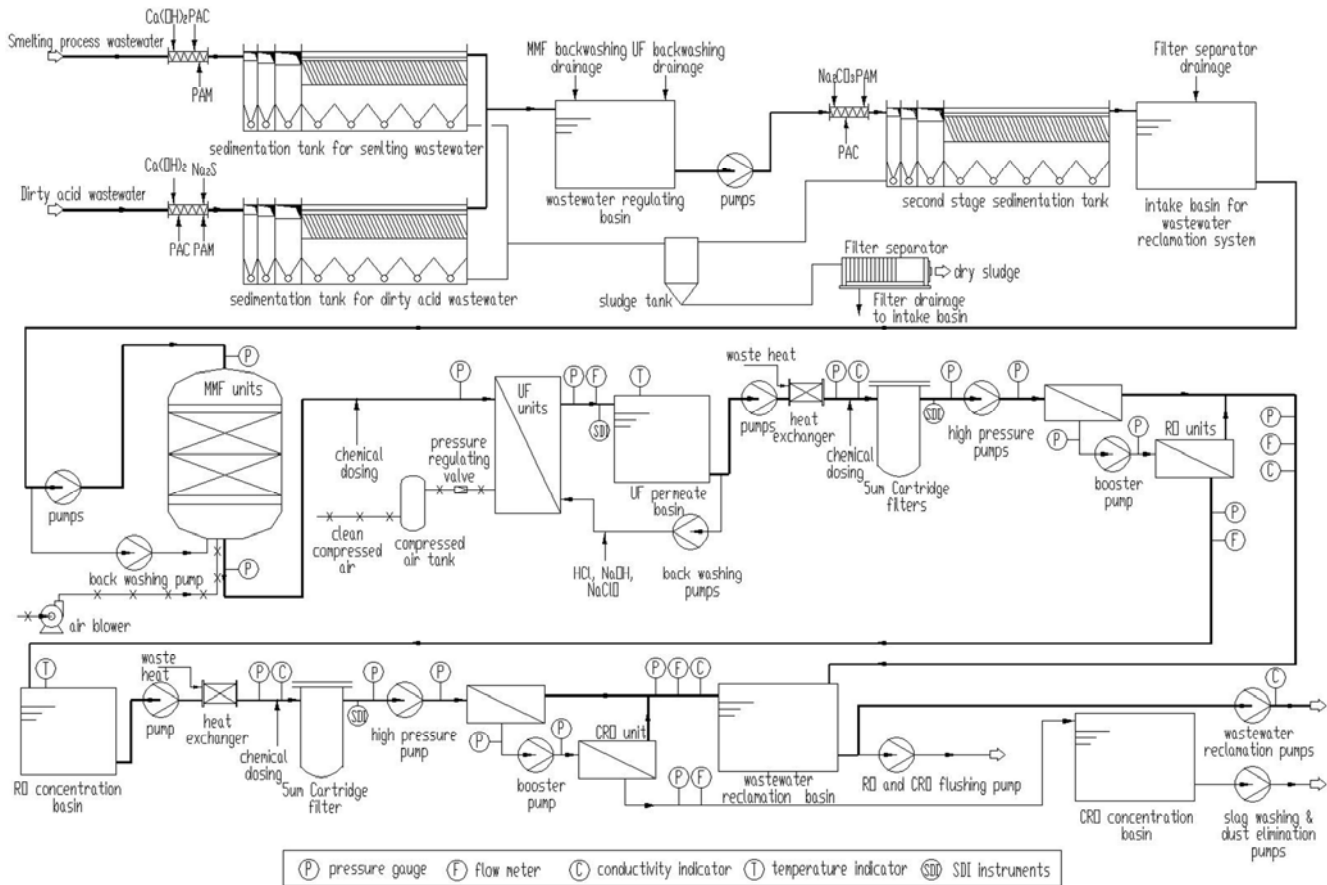 Ca(OH)₂PAC
Smelting process wastewater
PAM
sedimentation tank for semlting wastewater
Ca(OH)₂
Na₂S
Dirty acid wastewater
PAC PAM
sedimentation tank for dirty acid wastewater
MMF backwashing UF backwashing
drainage drainage
wastewater regulating
basin
pumps
Na₂CO₃PAM
PAC
second stage sedimentation tank
Filter separator
drainage
intake basin for
wastewater
reclamation system
sludge tank
Filter separator
dry sludge
Filter drainage
to intake basin
P
MMF units
pumps
back washing pump
P
air blower
chemical
dosing
P
UF
units
pressure
regulating
valve
clean
compressed
air
compressed
air tank
P F
SDI
T
UF permeate
basin
HCl, NaOH,
NaClO
back washing
pumps
waste heat
pumps
heat
exchanger
P C
chemical
dosing
5um Cartridge
filters
P
SDI
P
high pressure
pumps
P
P
booster
pump
RO units
P
F
C
P
F
T
RO concentration
basin
waste
heat
pump
heat
exchanger
P C
chemical
dosing
5um Cartridge
filter
P
SDI
P
high pressure
pump
P
P
booster
pump
CRO unit
P F C
P F
wastewater
reclamation basin
RO and CRO flushing pump
CRO concentration
basin
C
wastewater
reclamation pumps
slag washing &
dust elimination
pumps
P pressure gauge F flow meter C conductivity indicator T temperature indicator SDI SDI instruments